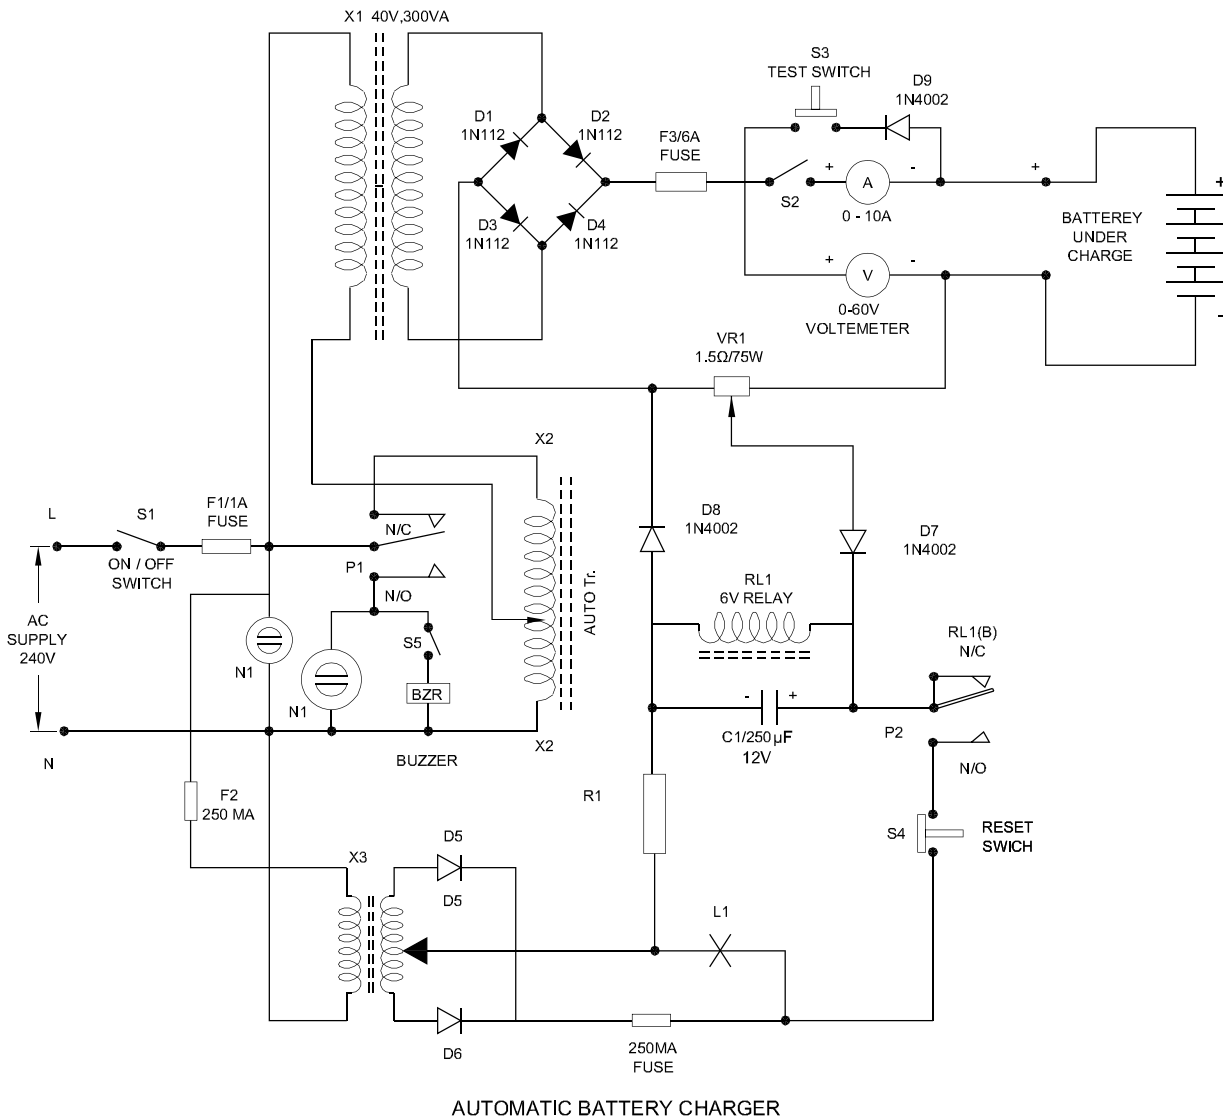 X1 40V,300VA
S3
TEST SWITCH
D9
1N4002
D1
1N112
D2
1N112
F3/6A
FUSE
+
-
+
+
A
S2
0 - 10A
D3
1N112
D4
1N112
BATTEREY
UNDER
CHARGE
+
-
V
-
0-60V
VOLTEMETER
-
VR1
1.5Ω/75W
X2
L
S1
F1/1A
FUSE
N/C
D8
1N4002
D7
1N4002
ON / OFF
SWITCH
P1
N/O
AUTO Tr.
RL1
6V RELAY
AC
SUPPLY
240V
S5
RL1(B)
N/C
N1
N1
BZR
-
+
P2
C1/250µF
12V
N
BUZZER
X2
N/O
F2
250 MA
R1
S4
RESET
SWICH
X3
D5
D5
L1
D6
250MA
FUSE
AUTOMATIC BATTERY CHARGER